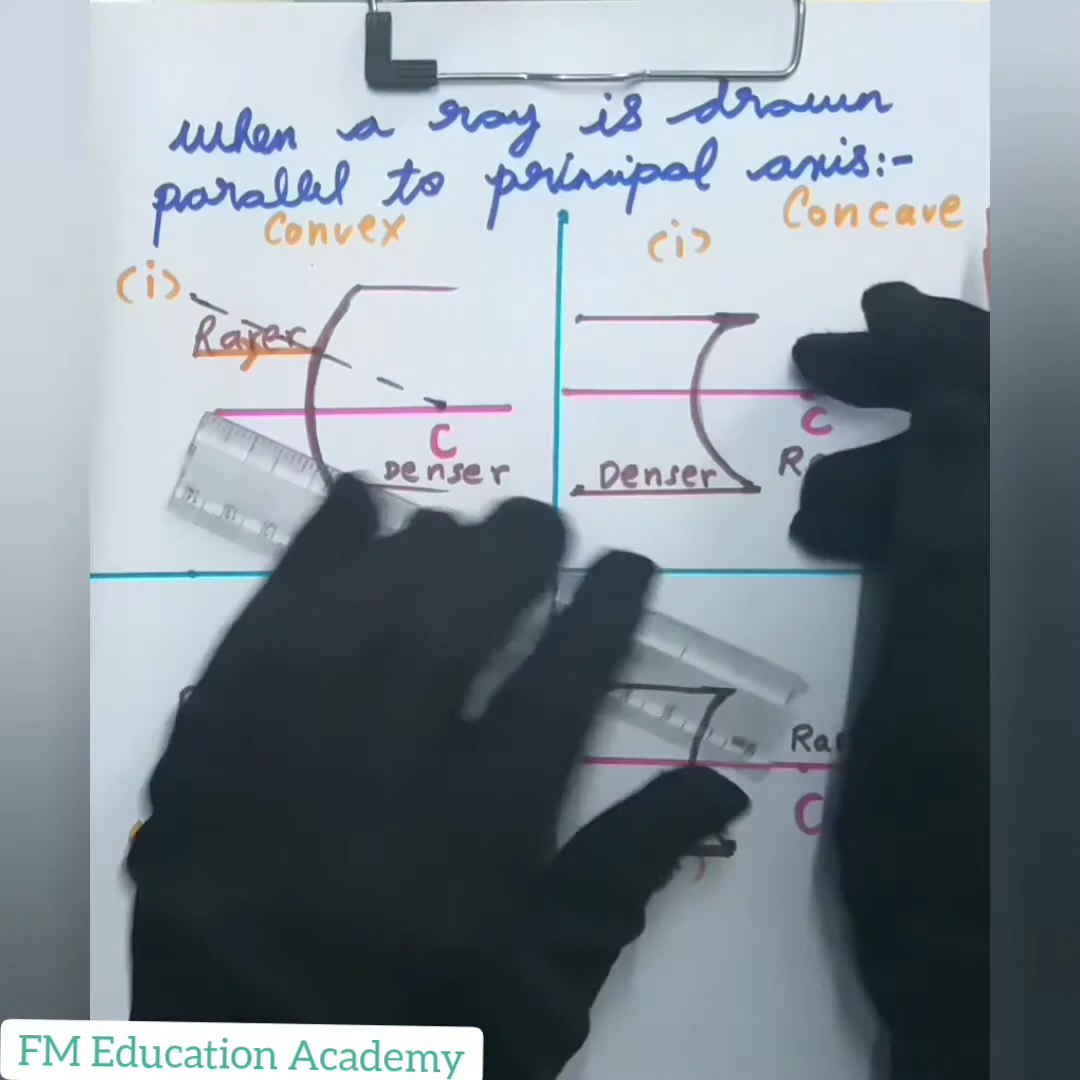 when a ray is drawn
parallel to principal axis:-
Convex
Concave
(i)
(i)
Rarer
C
C
Denser
Denser
C
FM Education Academy